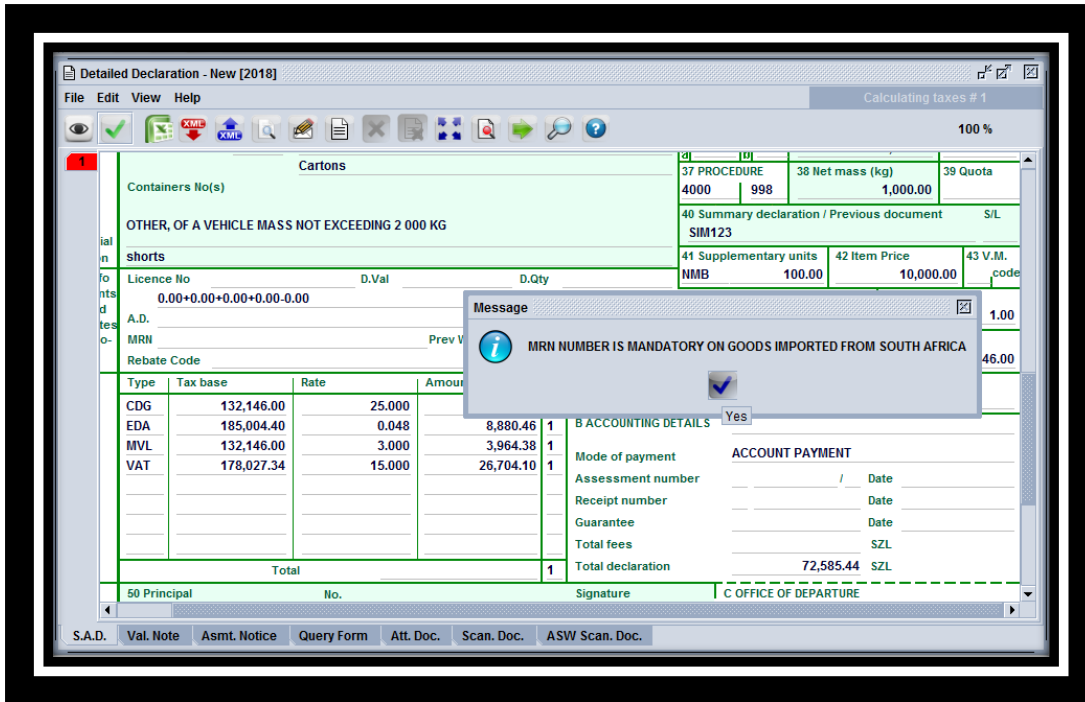 Detailed Declaration - New [2018]
File Edit View Help
Calculating taxes # 1
XML XML
100 %
1
Cartons
Containers No(s)
OTHER, OF A VEHICLE MASS NOT EXCEEDING 2 000 KG
ial
n shorts
37 PROCEDURE 38 Net mass (kg) 39 Quota
4000 998 1,000.00
40 Summary declaration / Previous document S/L
SIM123
41 Supplementary units 42 Item Price 43 V.M.
NMB 100.00 10,000.00 code
fo Licence No D.Val D.Qty
nts 0.00+0.00+0.00+0.00-0.00
d
tes A.D. 1.00
o- MRN Prev
Rebate Code 46.00
Message
MRN NUMBER IS MANDATORY ON GOODS IMPORTED FROM SOUTH AFRICA
Yes
Type Tax base Rate Amou
CDG 132,146.00 25.000
EDA 185,004.40 0.048 8,880.46 1
MVL 132,146.00 3.000 3,964.38 1
VAT 178,027.34 15.000 26,704.10 1
Total 1
B ACCOUNTING DETAILS
Mode of payment ACCOUNT PAYMENT
Assessment number / Date
Receipt number Date
Guarantee Date
Total fees SZL
Total declaration 72,585.44 SZL
50 Principal No. Signature C OFFICE OF DEPARTURE
S.A.D. Val. Note Asmt. Notice Query Form Att. Doc. Scan. Doc. ASW Scan. Doc.